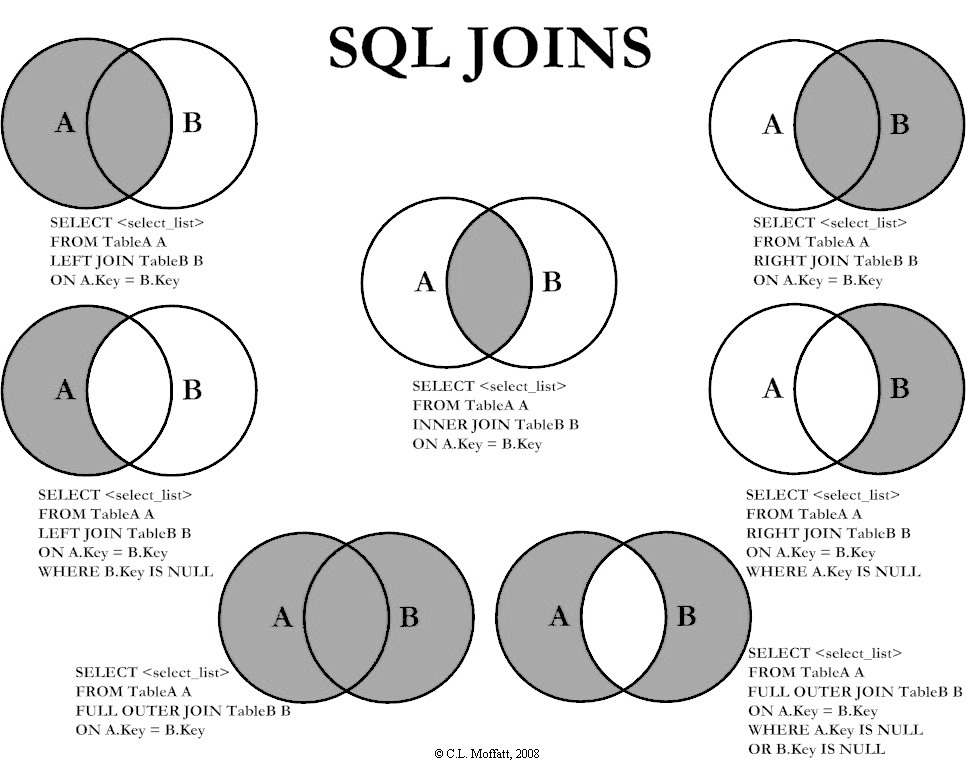 SQL JOINS
A B
SELECT <select_list>
FROM TableA A
LEFT JOIN TableB B
ON A.Key = B.Key
A B
SELECT <select_list>
FROM TableA A
RIGHT JOIN TableB B
ON A.Key = B.Key
A B
SELECT <select_list>
FROM TableA A
INNER JOIN TableB B
ON A.Key = B.Key
A B
SELECT <select_list>
FROM TableA A
LEFT JOIN TableB B
ON A.Key = B.Key
WHERE B.Key IS NULL
A B
SELECT <select_list>
FROM TableA A
RIGHT JOIN TableB B
ON A.Key = B.Key
WHERE A.Key IS NULL
A B
SELECT <select_list>
FROM TableA A
FULL OUTER JOIN TableB B
ON A.Key = B.Key
A B
SELECT <select_list>
FROM TableA A
FULL OUTER JOIN TableB B
ON A.Key = B.Key
WHERE A.Key IS NULL
OR B.Key IS NULL
© C.L. Moffatt, 2008